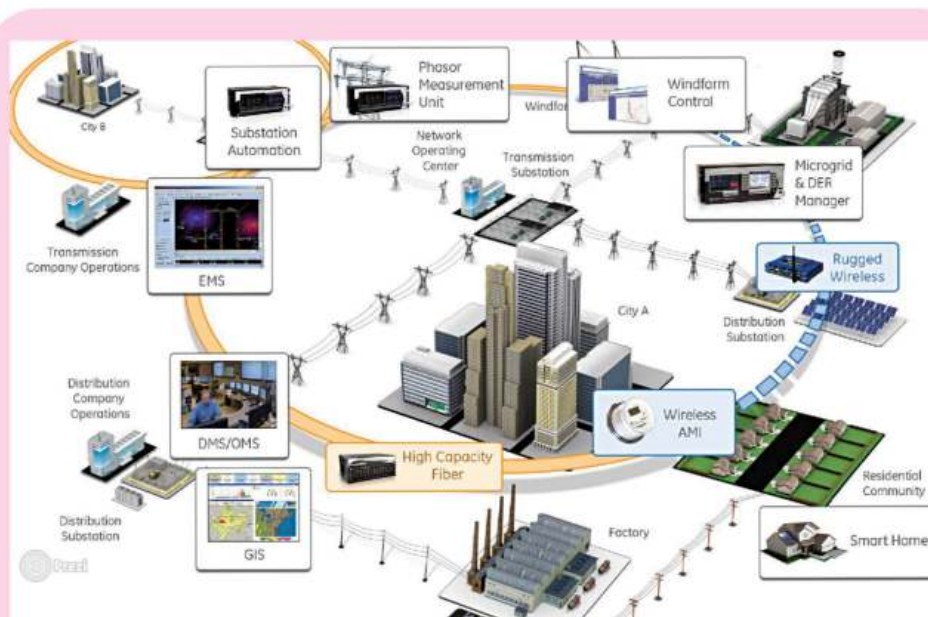 Phasor
Measurement
Unit
Windform
Control
City B
Substation
Automation
Windfor
Network
Operating
Center
Transmission
Substation
Microgrid
& DER
Manager
Transmission
Company Operations
EMS
Rugged
Wireless
City A
Distribution
Substation
Distribution
Company
Operations
DMS/OMS
Wireless
AMI
High Capacity
Fiber
Residential
Community
Distribution
Substation
GIS
Factory
Smart Home
Prezi